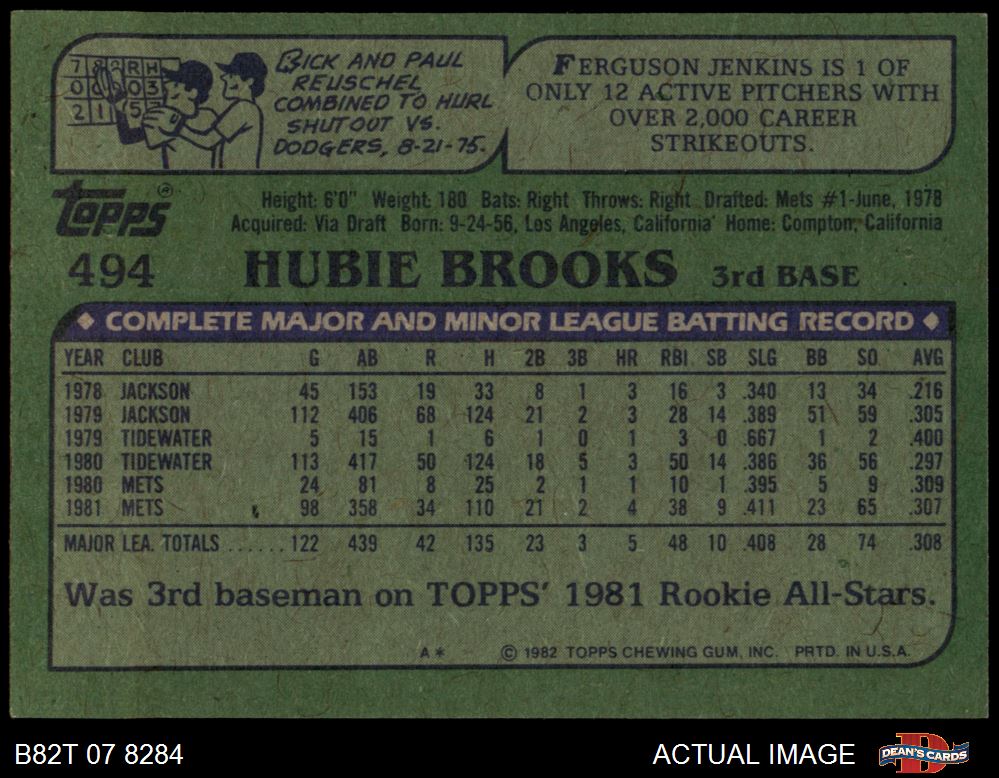 7 8 R H
0 0 0 0 3
2 1 5
RICK AND PAUL
REUSCHEL
COMBINED TO HURL
SHUTOUT VS.
DODGERS, 8-21-75.
FERGUSON JENKINS IS 1 OF
ONLY 12 ACTIVE PITCHERS WITH
OVER 2,000 CAREER
STRIKEOUTS.
TOPPS®
Height: 6'0" Weight: 180 Bats: Right Throws: Right Drafted: Mets #1-June, 1978
Acquired: Via Draft Born: 9-24-56, Los Angeles, California Home: Compton, California
494 HUBIE BROOKS 3rd BASE
◆ COMPLETE MAJOR AND MINOR LEAGUE BATTING RECORD ◆
YEAR CLUB G AB R H 2B 3B HR RBI SB SLG BB SO AVG
1978 JACKSON 45 153 19 33 8 1 3 16 3 .340 13 34 .216
1979 JACKSON 112 406 68 124 21 2 3 28 14 .389 51 59 .305
1979 TIDEWATER 5 15 1 6 1 0 1 3 0 .667 1 2 .400
1980 TIDEWATER 113 417 50 124 18 5 3 50 14 .386 36 56 .297
1980 METS 24 81 8 25 2 1 1 10 1 .395 5 9 .309
1981 METS 98 358 34 110 21 2 4 38 9 .411 23 65 .307
MAJOR LEA. TOTALS ...... 122 439 42 135 23 3 5 48 10 .408 28 74 .308
Was 3rd baseman on TOPPS' 1981 Rookie All-Stars.
A* © 1982 TOPPS CHEWING GUM, INC. PRTD. IN U.S.A.
B82T 07 8284 ACTUAL IMAGE D DEAN'S CARDS